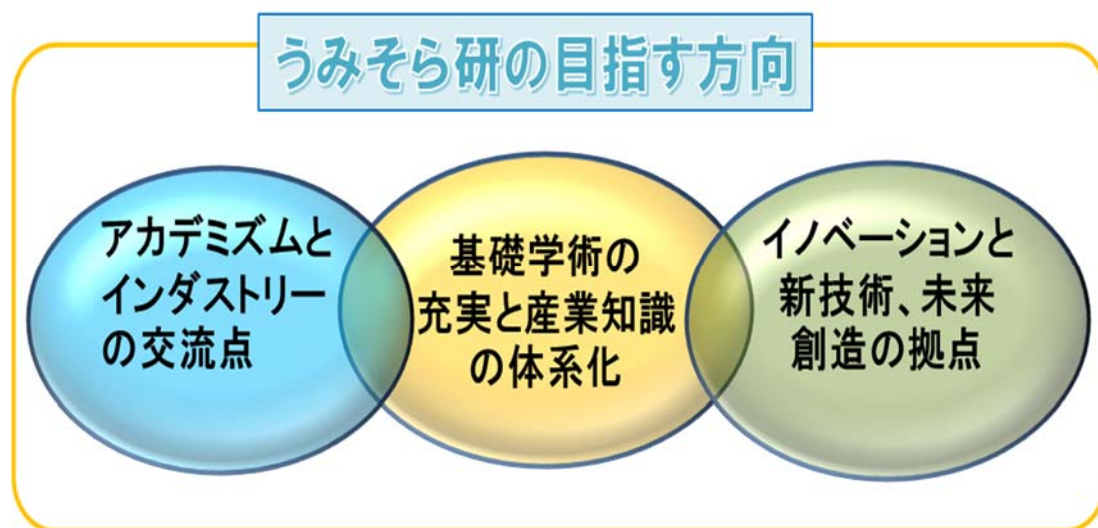 うみそら研の目指す方向
アカデミズムと
インダストリー
の交流点
基礎学術の
充実と産業知識
の体系化
イノベーションと
新技術、未来
創造の拠点